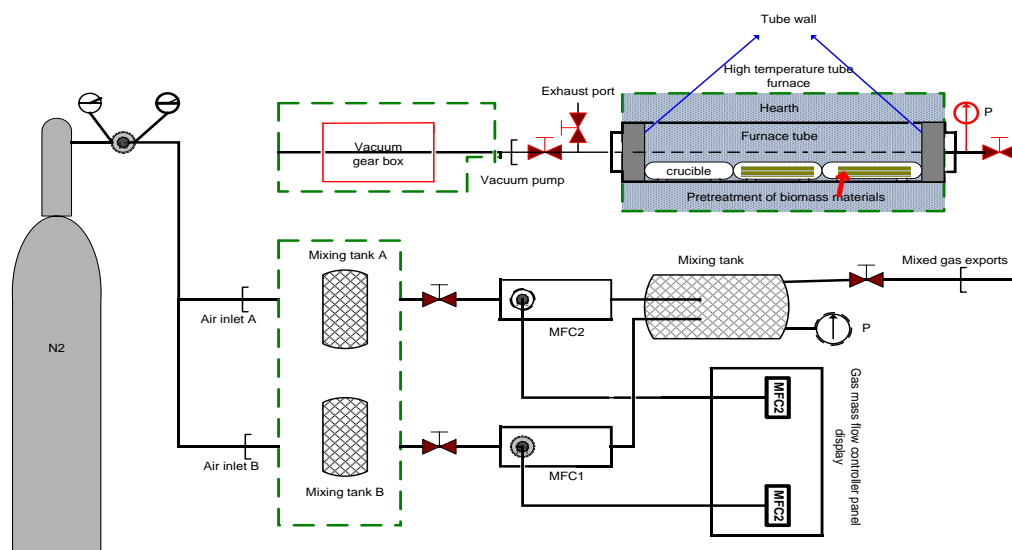 Tube wall
High temperature tube
furnace
Exhaust port
P
Hearth
Vacuum
gear box
Furnace tube
Vacuum pump
crucible
Pretreatment of biomass materials
Mixing tank A
Mixing tank
Mixed gas exports
Air inlet A
MFC2
P
N2
Gas mass flow controller panel
display
MFC2
Air inlet B
MFC1
Mixing tank B
MFC2